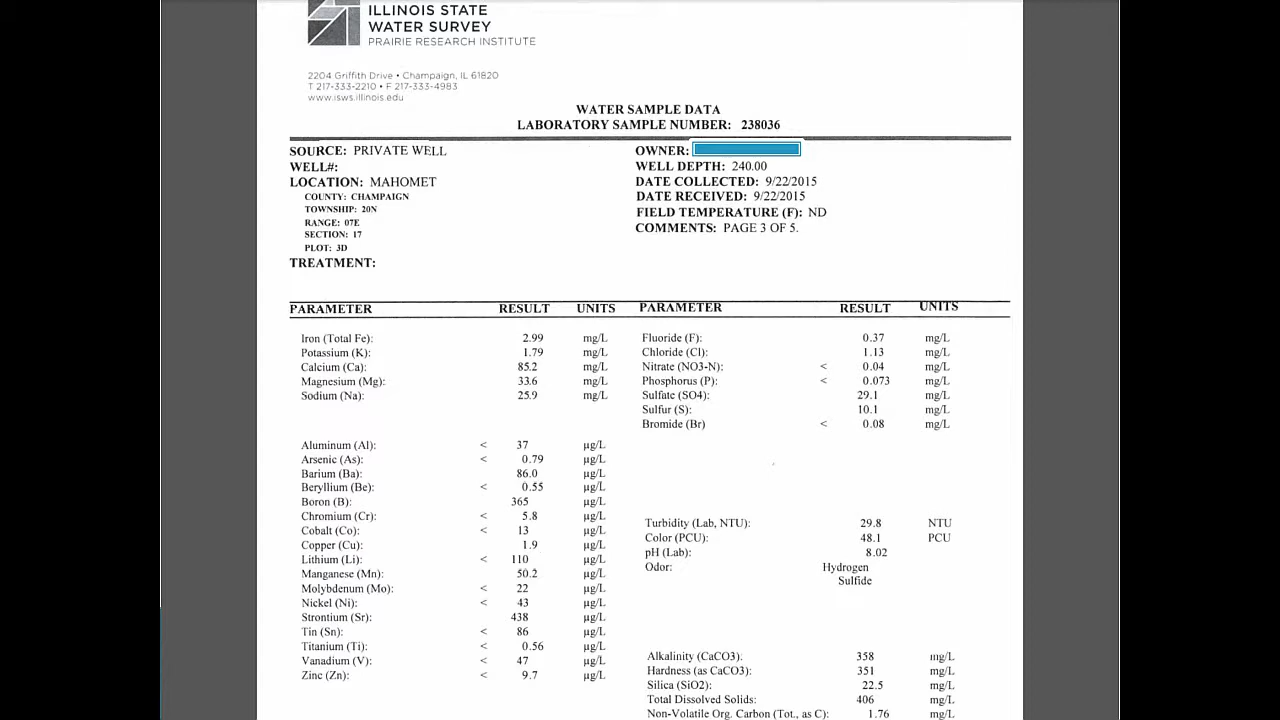 ILLINOIS STATE
WATER SURVEY
PRAIRIE RESEARCH INSTITUTE
2204 Griffith Drive • Champaign, IL 61820
T 217-333-2210 • F 217-333-4983
www.isws.illinois.edu
WATER SAMPLE DATA
LABORATORY SAMPLE NUMBER: 238036
SOURCE: PRIVATE WELL
WELL#:
LOCATION: MAHOMET
COUNTY: CHAMPAIGN
TOWNSHIP: 20N
RANGE: 07E
SECTION: 17
PLOT: 3D
TREATMENT:
OWNER:
WELL DEPTH: 240.00
DATE COLLECTED: 9/22/2015
DATE RECEIVED: 9/22/2015
FIELD TEMPERATURE (F): ND
COMMENTS: PAGE 3 OF 5.
PARAMETER RESULT UNITS
Iron (Total Fe): 2.99 mg/L
Potassium (K): 1.79 mg/L
Calcium (Ca): 85.2 mg/L
Magnesium (Mg): 33.6 mg/L
Sodium (Na): 25.9 mg/L
Aluminum (Al): < 37 µg/L
Arsenic (As): < 0.79 µg/L
Barium (Ba): 86.0 µg/L
Beryllium (Be): < 0.55 µg/L
Boron (B): 365 µg/L
Chromium (Cr): < 5.8 µg/L
Cobalt (Co): < 13 µg/L
Copper (Cu): 1.9 µg/L
Lithium (Li): < 110 µg/L
Manganese (Mn): 50.2 µg/L
Molybdenum (Mo): < 22 µg/L
Nickel (Ni): < 43 µg/L
Strontium (Sr): 438 µg/L
Tin (Sn): < 86 µg/L
Titanium (Ti): < 0.56 µg/L
Vanadium (V): < 47 µg/L
Zinc (Zn): < 9.7 µg/L
PARAMETER RESULT UNITS
Fluoride (F): 0.37 mg/L
Chloride (Cl): 1.13 mg/L
Nitrate (NO3-N): < 0.04 mg/L
Phosphorus (P): < 0.073 mg/L
Sulfate (SO4): 29.1 mg/L
Sulfur (S): 10.1 mg/L
Bromide (Br) < 0.08 mg/L
Turbidity (Lab, NTU): 29.8 NTU
Color (PCU): 48.1 PCU
pH (Lab): 8.02
Odor: Hydrogen
Sulfide
Alkalinity (CaCO3): 358 mg/L
Hardness (as CaCO3): 351 mg/L
Silica (SiO2): 22.5 mg/L
Total Dissolved Solids: 406 mg/L
Non-Volatile Org. Carbon (Tot., as C): 1.76 mg/L